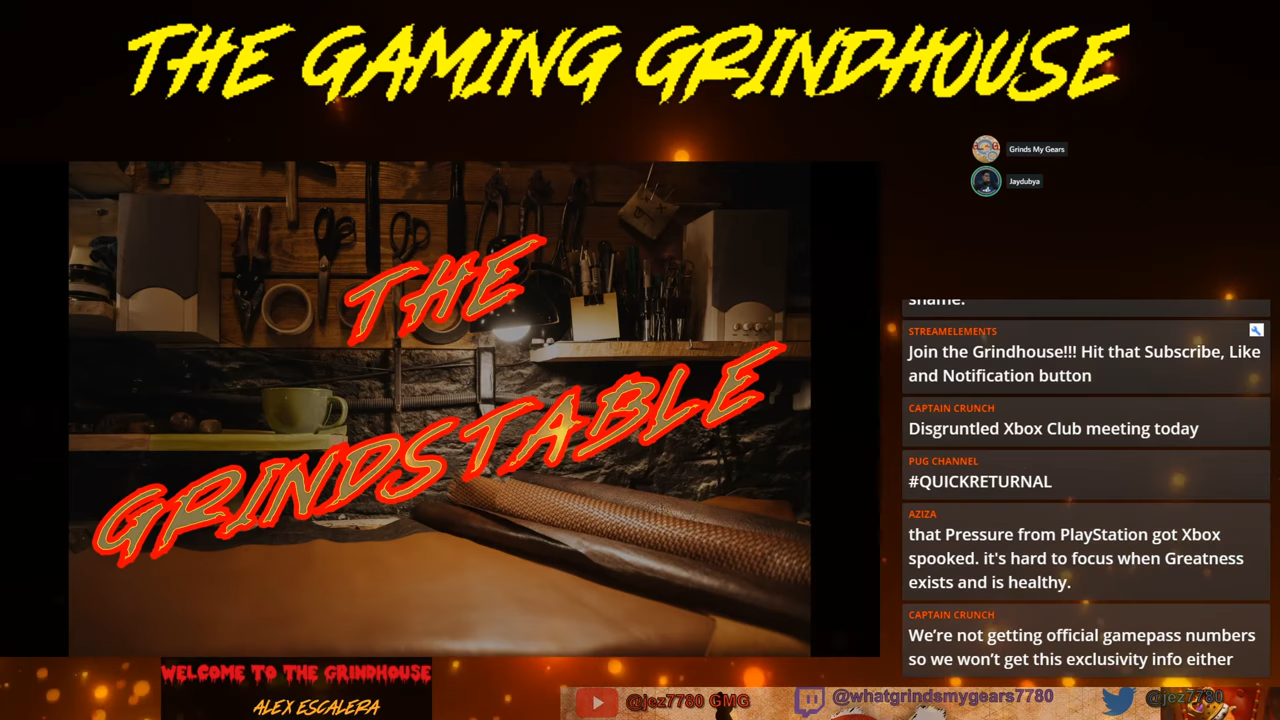 THE GAMING GRINDHOUSE
Grinds My Gears
Jaydubya
THE
GRINDSTABLE
shame.
STREAMELEMENTS
Join the Grindhouse!!! Hit that Subscribe, Like
and Notification button
CAPTAIN CRUNCH
Disgruntled Xbox Club meeting today
PUG CHANNEL
#QUICKRETURNAL
AZIZA
that Pressure from PlayStation got Xbox
spooked. it's hard to focus when Greatness
exists and is healthy.
CAPTAIN CRUNCH
We’re not getting official gamepass numbers
so we won’t get this exclusivity info either
WELCOME TO THE GRINDHOUSE
ALEX ESCALERA
@jez7780 GMG
@whatgrindsmygears7780
@jez7780